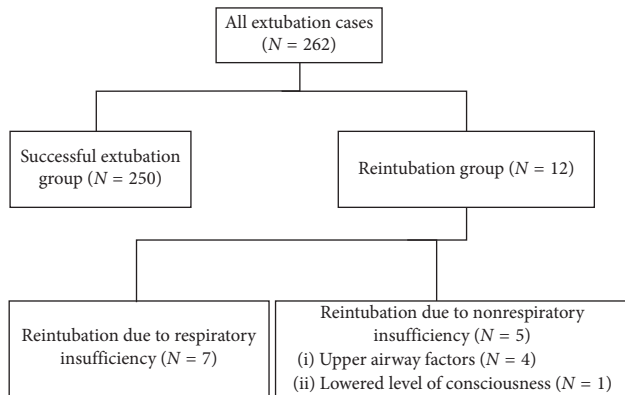 All extubation cases
(N = 262)
Successful extubation
group (N = 250)
Reintubation group (N = 12)
Reintubation due to respiratory
insufficiency (N = 7)
Reintubation due to nonrespiratory
insufficiency (N = 5)
(i) Upper airway factors (N = 4)
(ii) Lowered level of consciousness (N = 1)